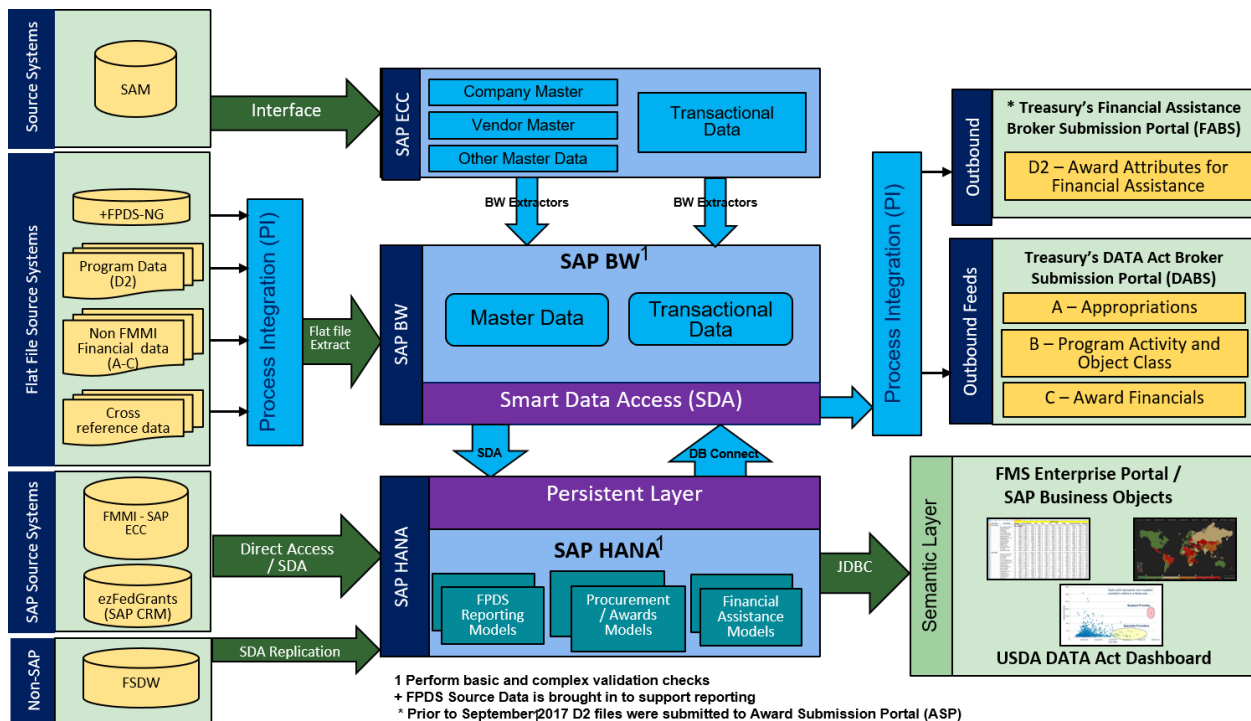 Source Systems
SAM
Interface
SAP ECC
Company Master
Vendor Master
Other Master Data
Transactional
Data
BW Extractors
BW Extractors
Flat File Source Systems
+FPDS-NG
Program Data
(D2)
Non FMMI
Financial data
(A-C)
Cross
reference data
Process Integration (PI)
Flat file
Extract
SAP BW
SAP BW1
Master Data
Transactional
Data
Smart Data Access (SDA)
SDA
DB Connect
Process Integration (PI)
Outbound
* Treasury's Financial Assistance
Broker Submission Portal (FABS)
D2 – Award Attributes for
Financial Assistance
Outbound Feeds
Treasury's DATA Act Broker
Submission Portal (DABS)
A – Appropriations
B – Program Activity and
Object Class
C – Award Financials
SAP Source Systems
FMMI - SAP
ECC
ezFedGrants
(SAP CRM)
Direct Access
/ SDA
Non-SAP
FSDW
SDA Replication
SAP HANA
Persistent Layer
SAP HANA1
FPDS
Reporting
Models
Procurement
/ Awards
Models
Financial
Assistance
Models
JDBC
Semantic Layer
FMS Enterprise Portal /
SAP Business Objects
USDA DATA Act Dashboard
1 Perform basic and complex validation checks
+ FPDS Source Data is brought in to support reporting
* Prior to September 2017 D2 files were submitted to Award Submission Portal (ASP)